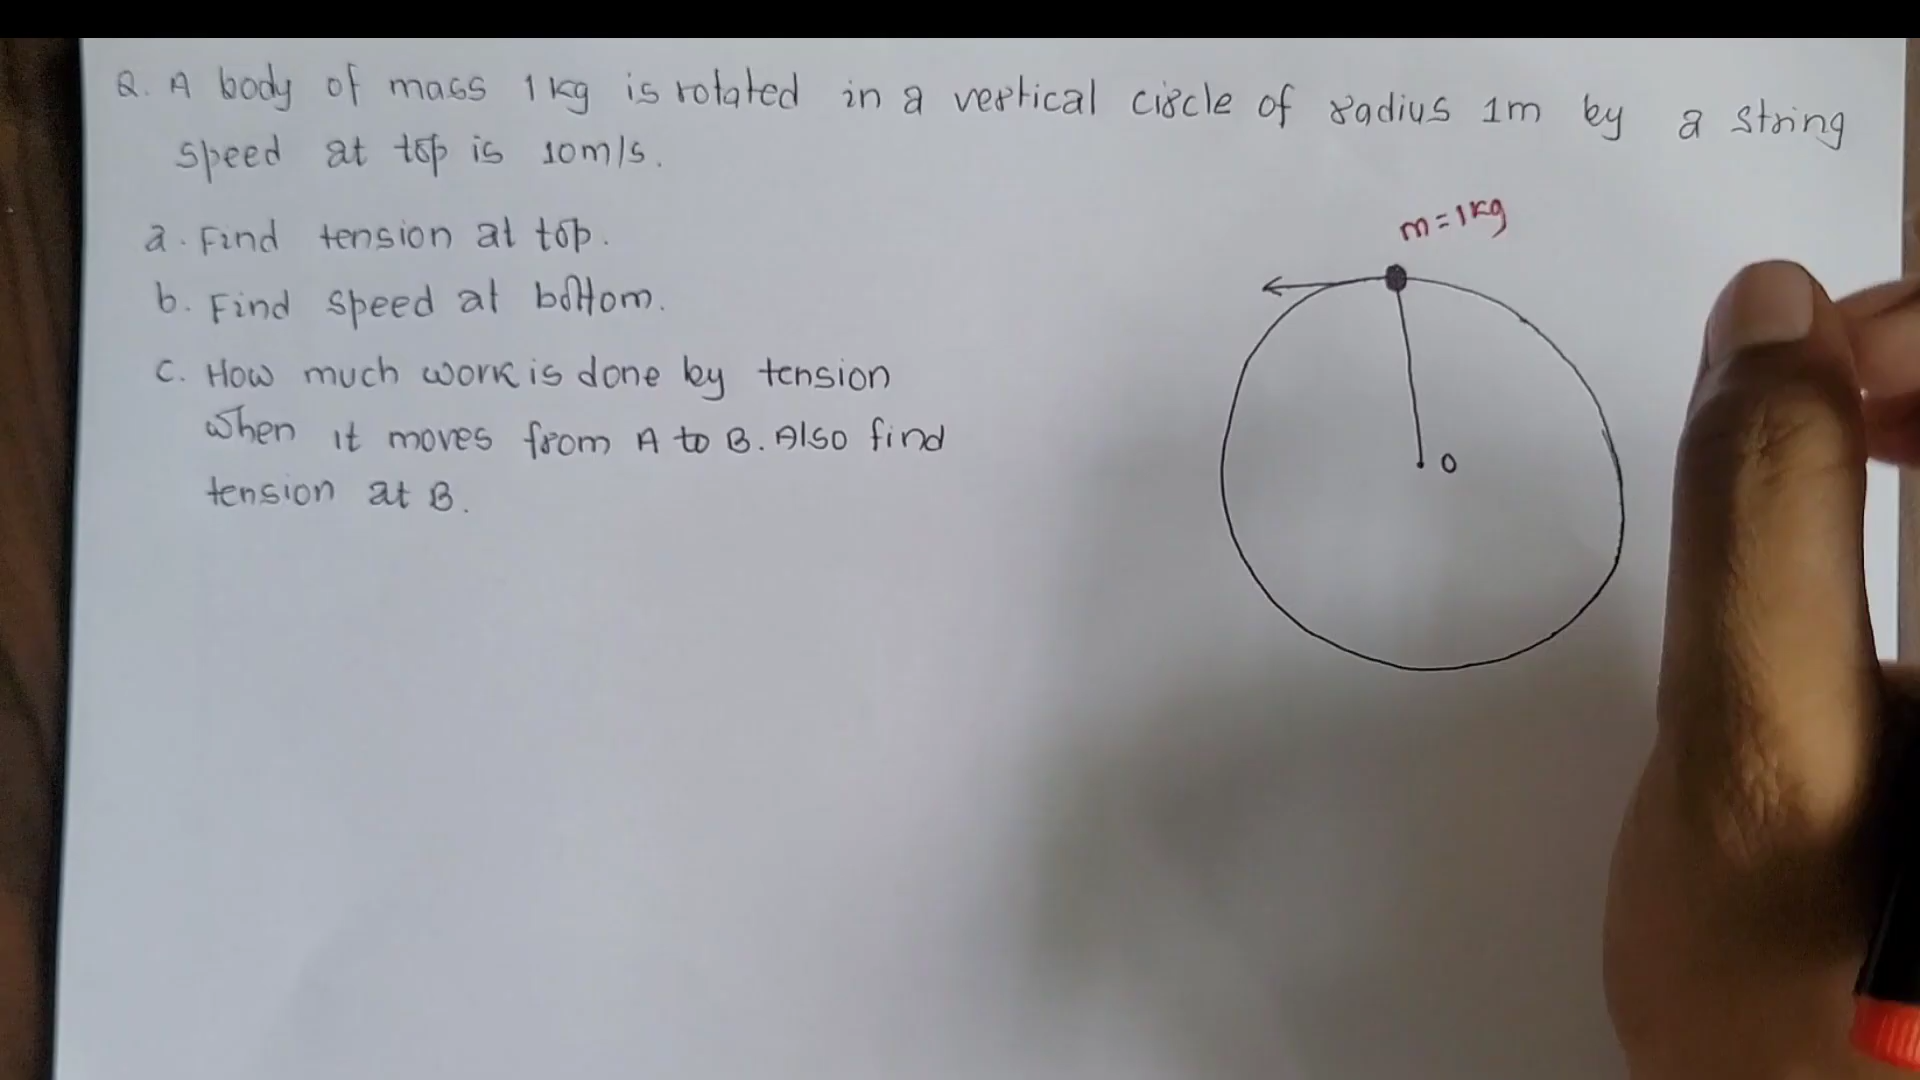 Q. A body of mass 1kg is rotated in a vertical circle of radius 1m by a string
speed at top is 10m/s.
a. Find tension at top.
b. Find speed at bottom.
c. How much work is done by tension
when it moves from A to B. Also find
tension at B.
m=1kg
O